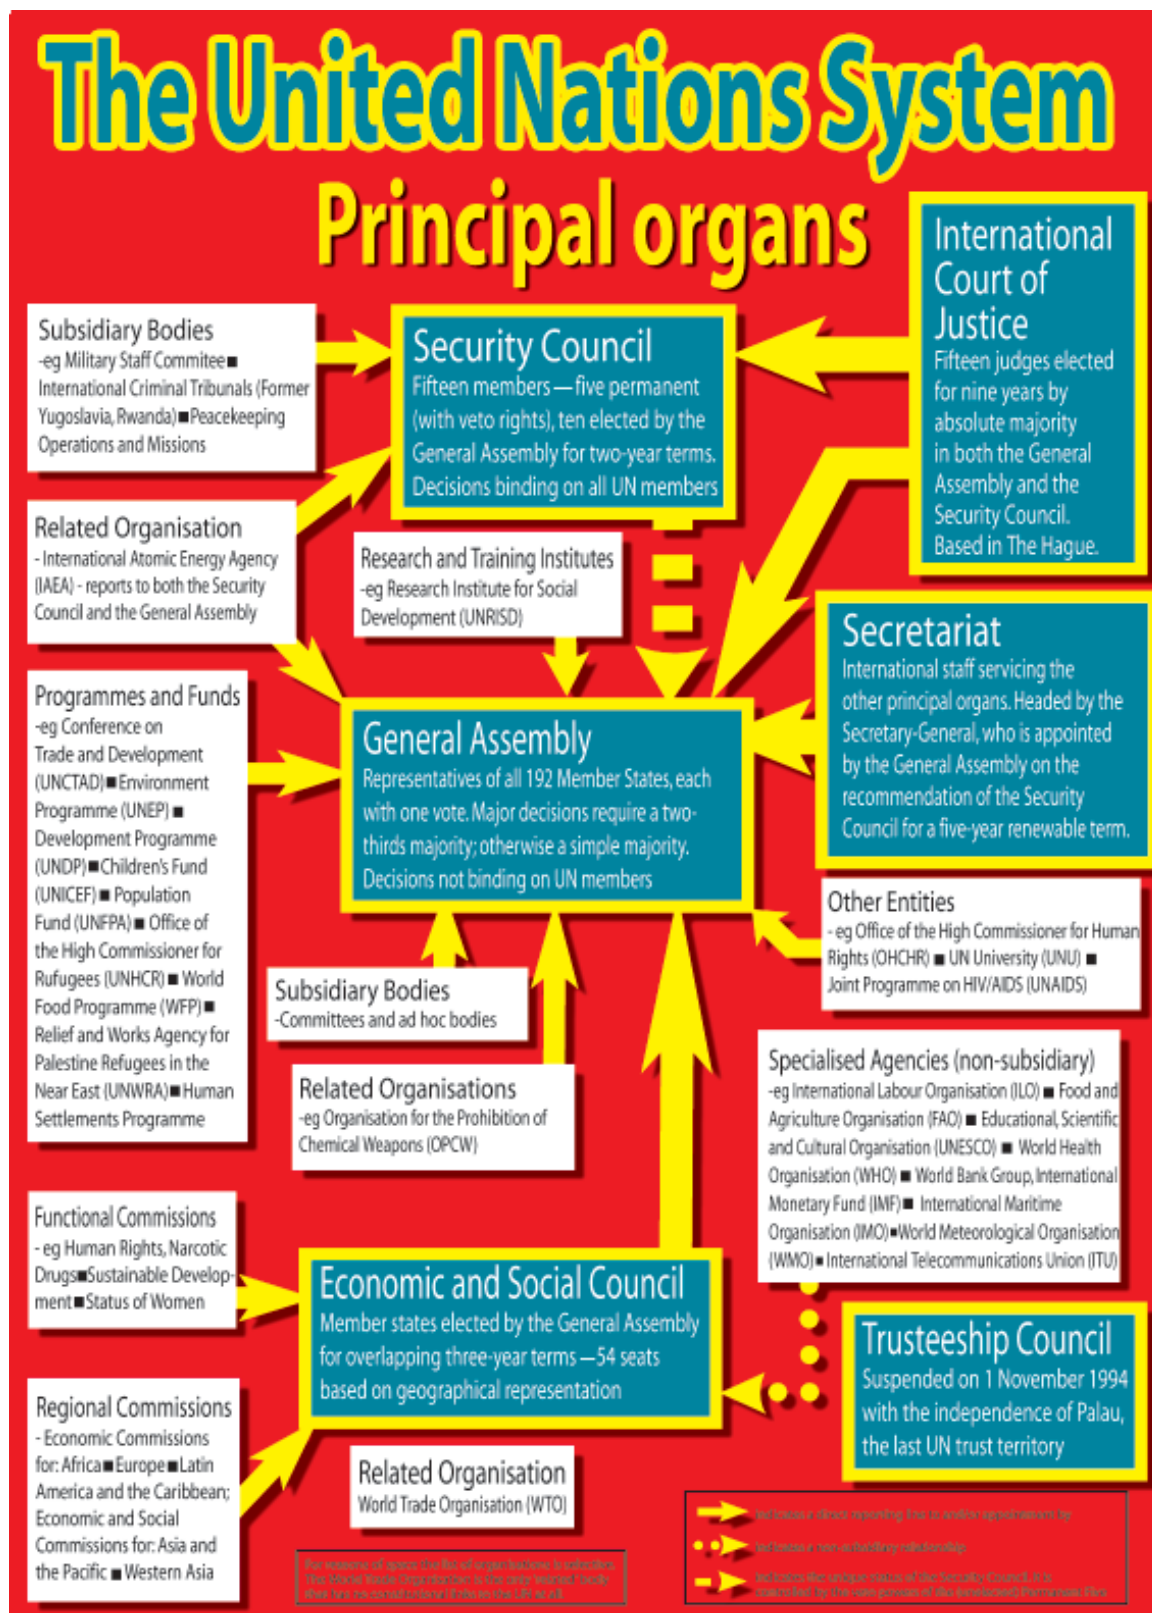 The United Nations System
Principal organs
International
Court of
Justice
Fifteen judges elected
for nine years by
absolute majority
in both the General
Assembly and the
Security Council.
Based in The Hague.
Subsidiary Bodies
-eg Military Staff Commitee■
International Criminal Tribunals (Former
Yugoslavia, Rwanda)■Peacekeeping
Operations and Missions
Security Council
Fifteen members — five permanent
(with veto rights), ten elected by the
General Assembly for two-year terms.
Decisions binding on all UN members
Related Organisation
- International Atomic Energy Agency
(IAEA) - reports to both the Security
Council and the General Assembly
Research and Training Institutes
-eg Research Institute for Social
Development (UNRISD)
Secretariat
International staff servicing the
other principal organs. Headed by the
Secretary-General, who is appointed
by the General Assembly on the
recommendation of the Security
Council for a five-year renewable term.
Programmes and Funds
-eg Conference on
Trade and Development
(UNCTAD)■Environment
Programme (UNEP) ■
Development Programme
(UNDP)■Children's Fund
(UNICEF) ■ Population
Fund (UNFPA) ■ Office of
the High Commissioner for
Rufugees (UNHCR) ■ World
Food Programme (WFP) ■
Relief and Works Agency for
Palestine Refugees in the
Near East (UNWRA)■Human
Settlements Programme
General Assembly
Representatives of all 192 Member States, each
with one vote. Major decisions require a two-
thirds majority; otherwise a simple majority.
Decisions not binding on UN members
Other Entities
- eg Office of the High Commissioner for Human
Rights (OHCHR) ■ UN University (UNU) ■
Joint Programme on HIV/AIDS (UNAIDS)
Subsidiary Bodies
-Committees and ad hoc bodies
Related Organisations
-eg Organisation for the Prohibition of
Chemical Weapons (OPCW)
Specialised Agencies (non-subsidiary)
-eg International Labour Organisation (ILO) ■ Food and
Agriculture Organisation (FAO) ■ Educational, Scientific
and Cultural Organisation (UNESCO) ■ World Health
Organisation (WHO) ■ World Bank Group, International
Monetary Fund (IMF) ■ International Maritime
Organisation (IMO)■World Meteorological Organisation
(WMO)■ International Telecommunications Union (ITU)
Functional Commissions
- eg Human Rights, Narcotic
Drugs■Sustainable Develop-
ment■Status of Women
Economic and Social Council
Member states elected by the General Assembly
for overlapping three-year terms —54 seats
based on geographical representation
Trusteeship Council
Suspended on 1 November 1994
with the independence of Palau,
the last UN trust territory
Regional Commissions
- Economic Commissions
for: Africa■Europe■Latin
America and the Caribbean;
Economic and Social
Commissions for: Asia and
the Pacific ■ Western Asia
Related Organisation
World Trade Organisation (WTO)
indicates a direct reporting line
indicates a non-subsidiary relationship
indicates the unique status of the Security Council.